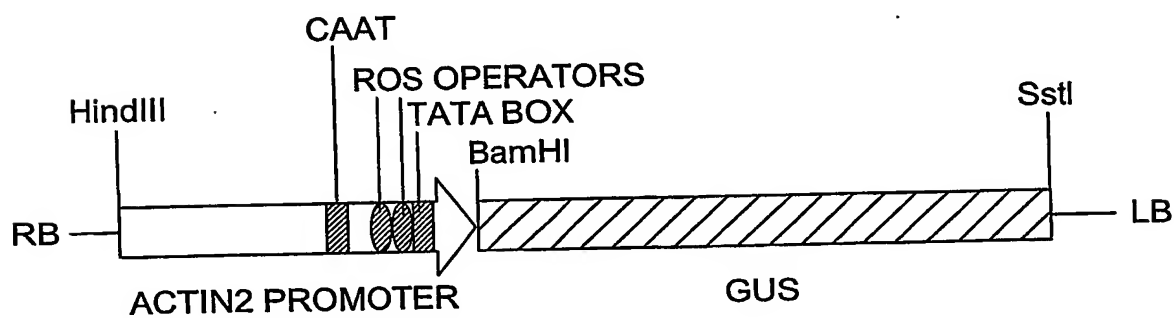 CAAT
ROS OPERATORS
HindIII
TATA BOX
SstI
BamHI
RB
LB
ACTIN2 PROMOTER
GUS